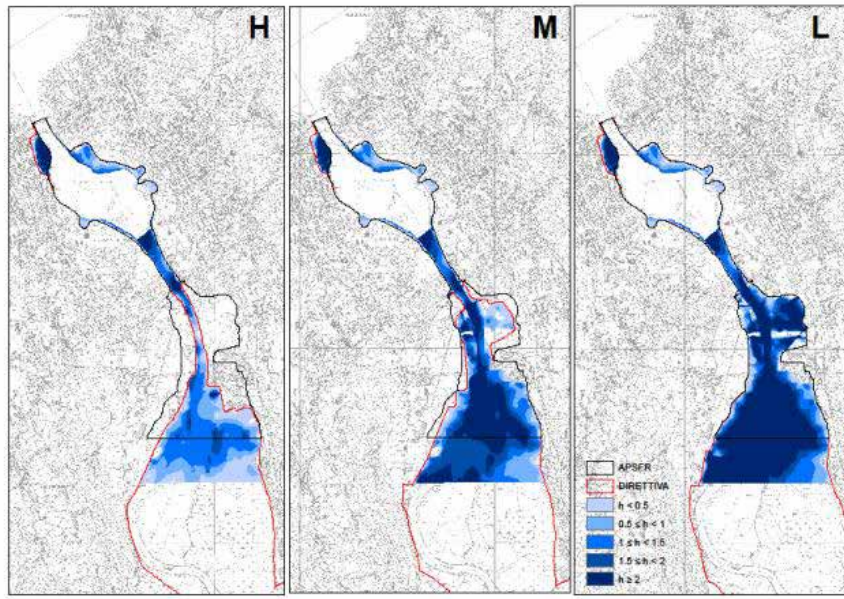 H
M
L
APSFR
DIRETTIVA
h < 0.5
0.5 ≤ h < 1
1 ≤ h < 1.5
1.5 ≤ h < 2
h ≥ 2